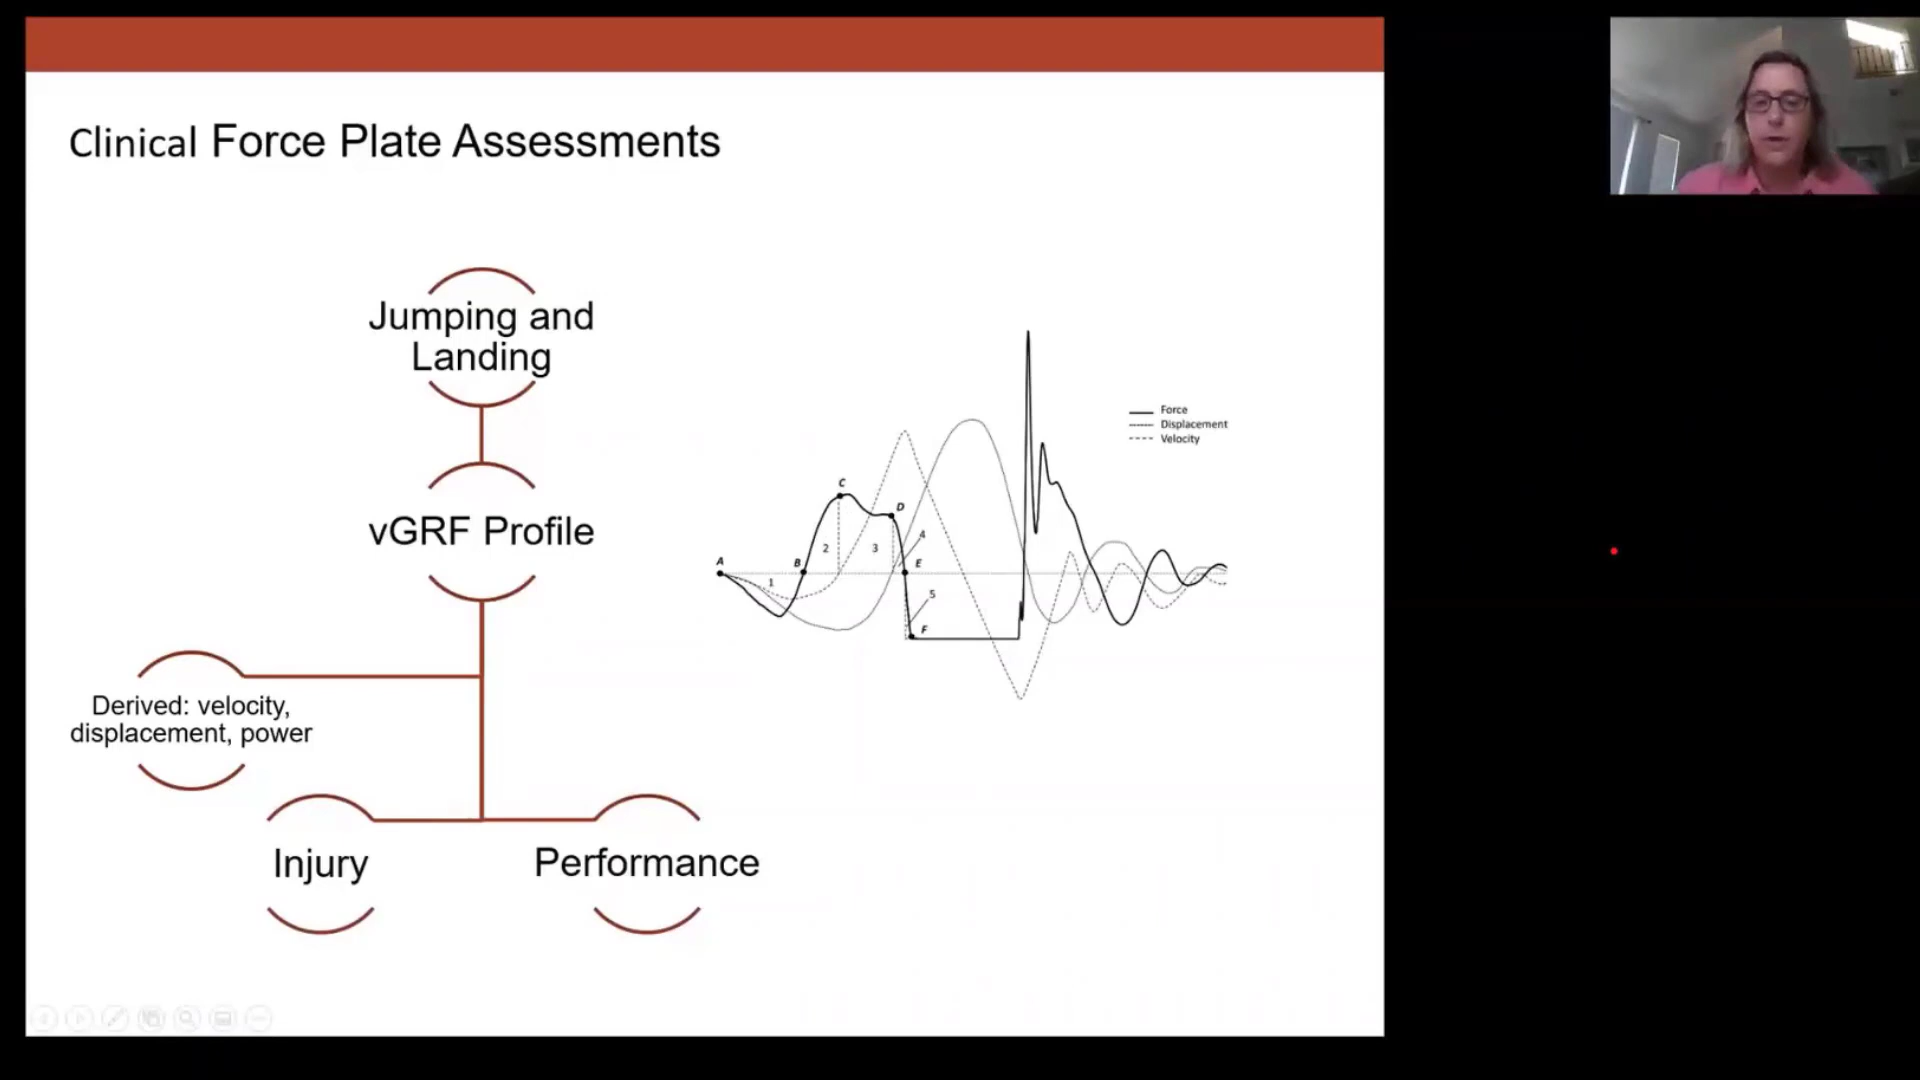 Clinical Force Plate Assessments
Jumping and
Landing
vGRF Profile
Derived: velocity,
displacement, power
Injury
Performance
Force
Displacement
Velocity
A
B
C
D
E
F
1
2
3
4
5